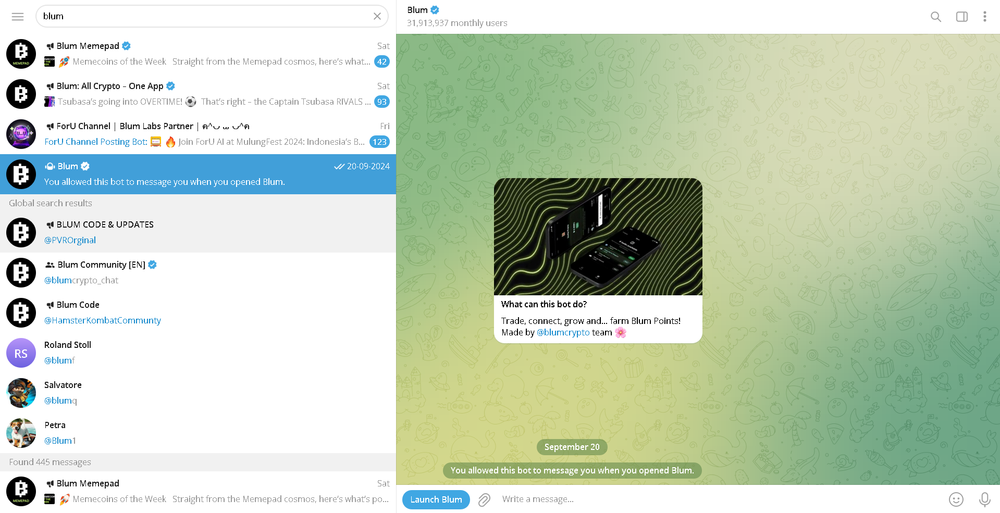 blum
Blum Memepad
Sat
🚀 Memecoins of the Week Straight from the Memepad cosmos, here's what...
42
Blum: All Crypto – One App
Sat
Tsubasa's going into OVERTIME! ⚽ That's right – the Captain Tsubasa RIVALS ...
93
ForU Channel | Blum Labs Partner |
Fri
ForU Channel Posting Bot: 🔥 Join ForU AI at MulungFest 2024: Indonesia's B...
123
Blum
20-09-2024
You allowed this bot to message you when you opened Blum.
Global search results
BLUM CODE & UPDATES
@PVROrginal
Blum Community [EN]
@blumcrypto_chat
Blum Code
@HamsterKombatCommunty
RS
Roland Stoll
@blumf
Salvatore
@blumq
Petra
@Blum1
Found 445 messages
Blum Memepad
Sat
🚀 Memecoins of the Week Straight from the Memepad cosmos, here's what's po...
MEMEPAD
Blum
31,913,937 monthly users
What can this bot do?
Trade, connect, grow and... farm Blum Points!
Made by @blumcrypto team 🌸
September 20
You allowed this bot to message you when you opened Blum.
Launch Blum
Write a message...